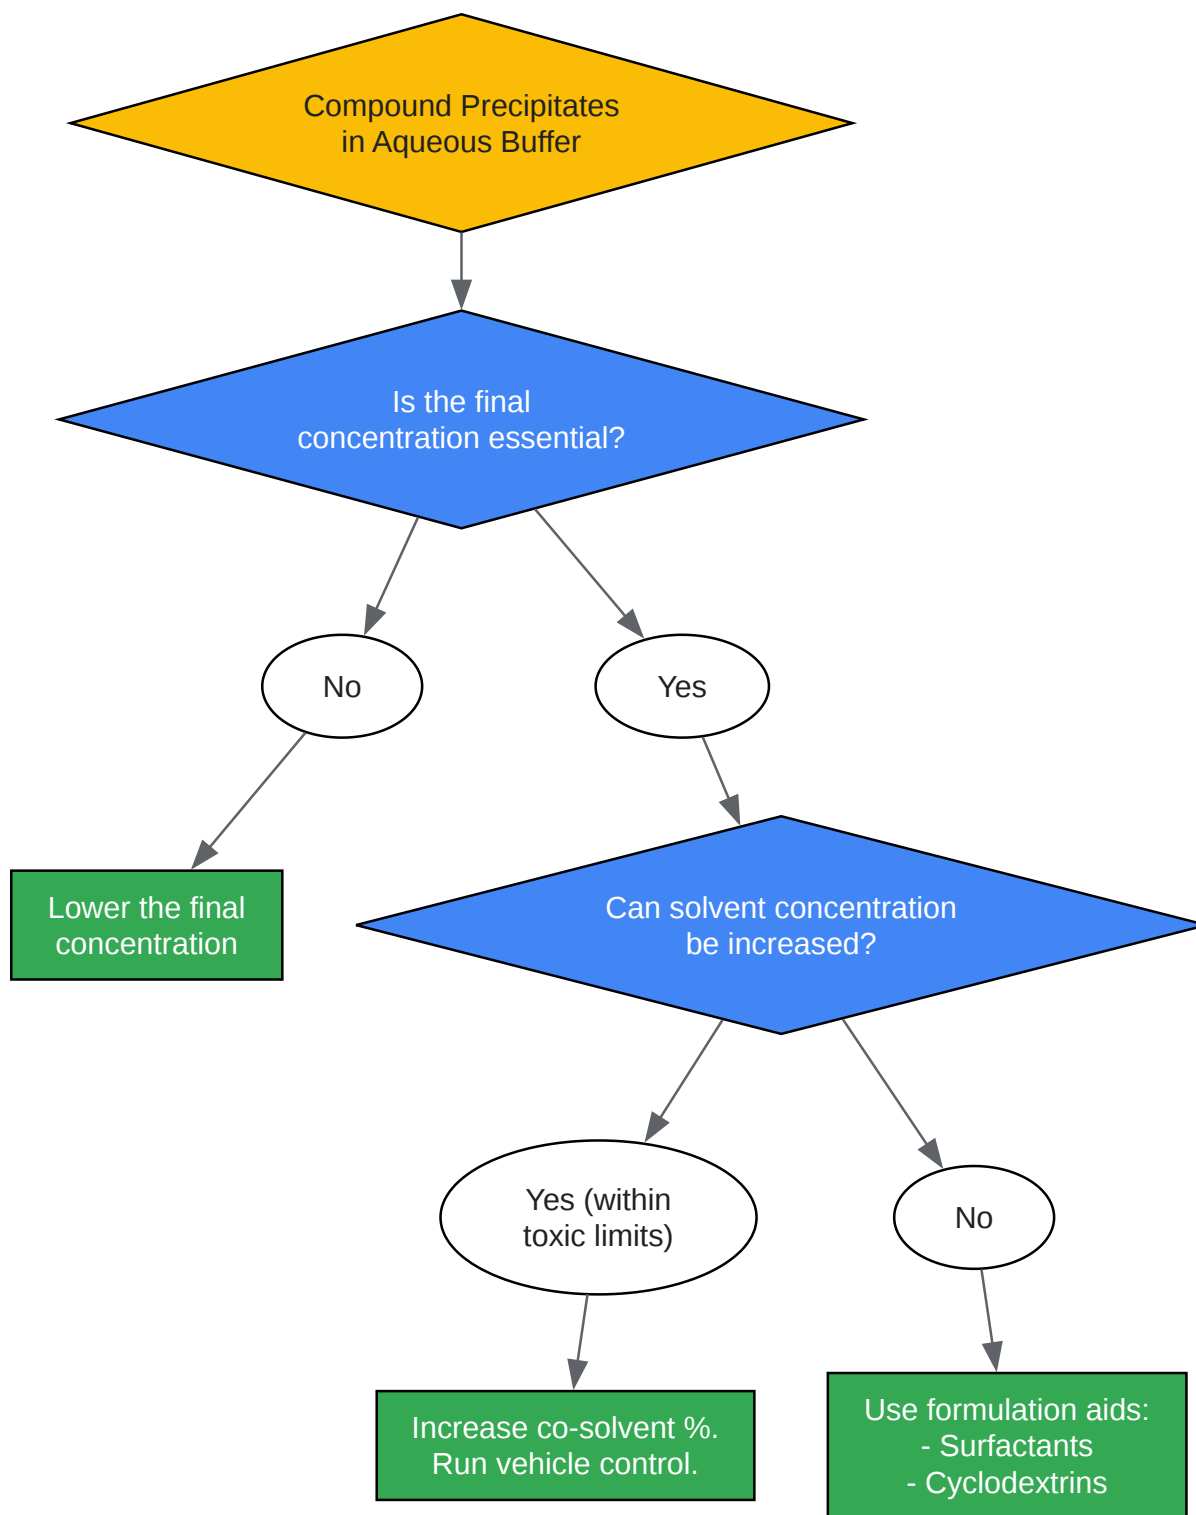 Compound Precipitates
in Aqueous Buffer
Is the final
concentration essential?
No
Yes
Lower the final
concentration
Can solvent concentration
be increased?
Yes (within
toxic limits)
No
Increase co-solvent %.
Run vehicle control.
Use formulation aids:
- Surfactants
- Cyclodextrins